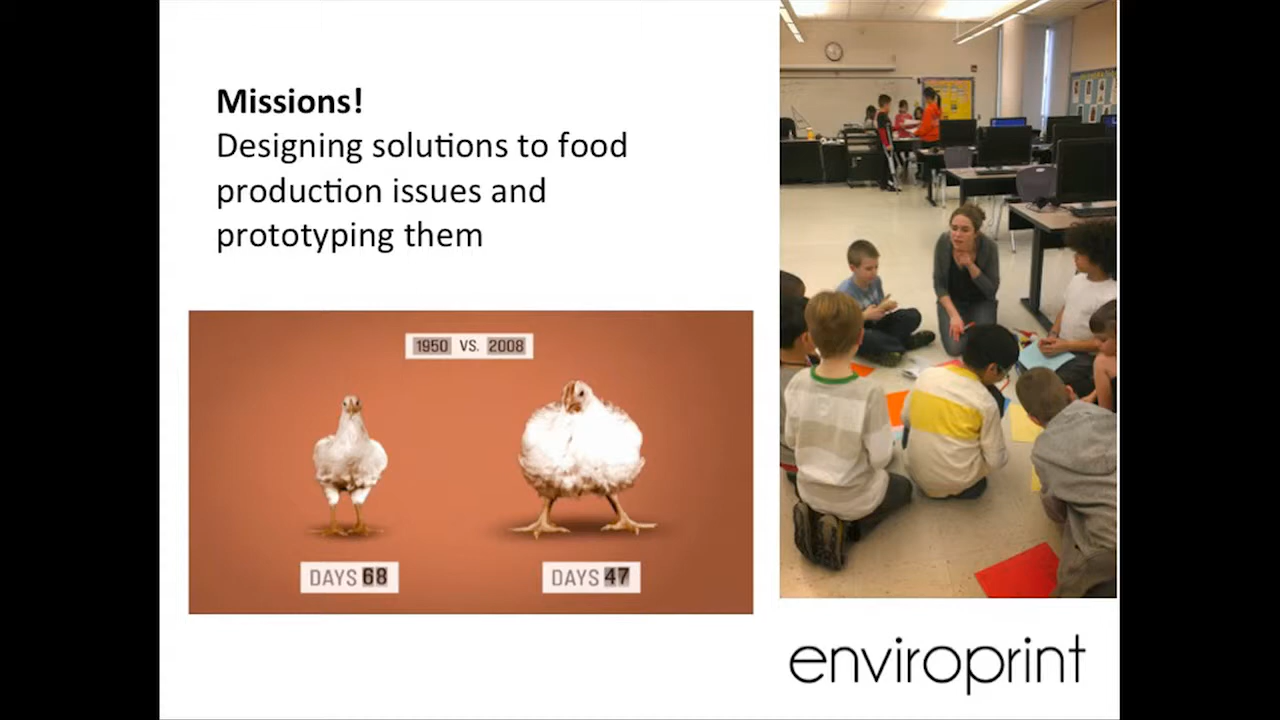 Missions!
Designing solutions to food
production issues and
prototyping them
1950 VS. 2008
DAYS 68
DAYS 47
enviroprint